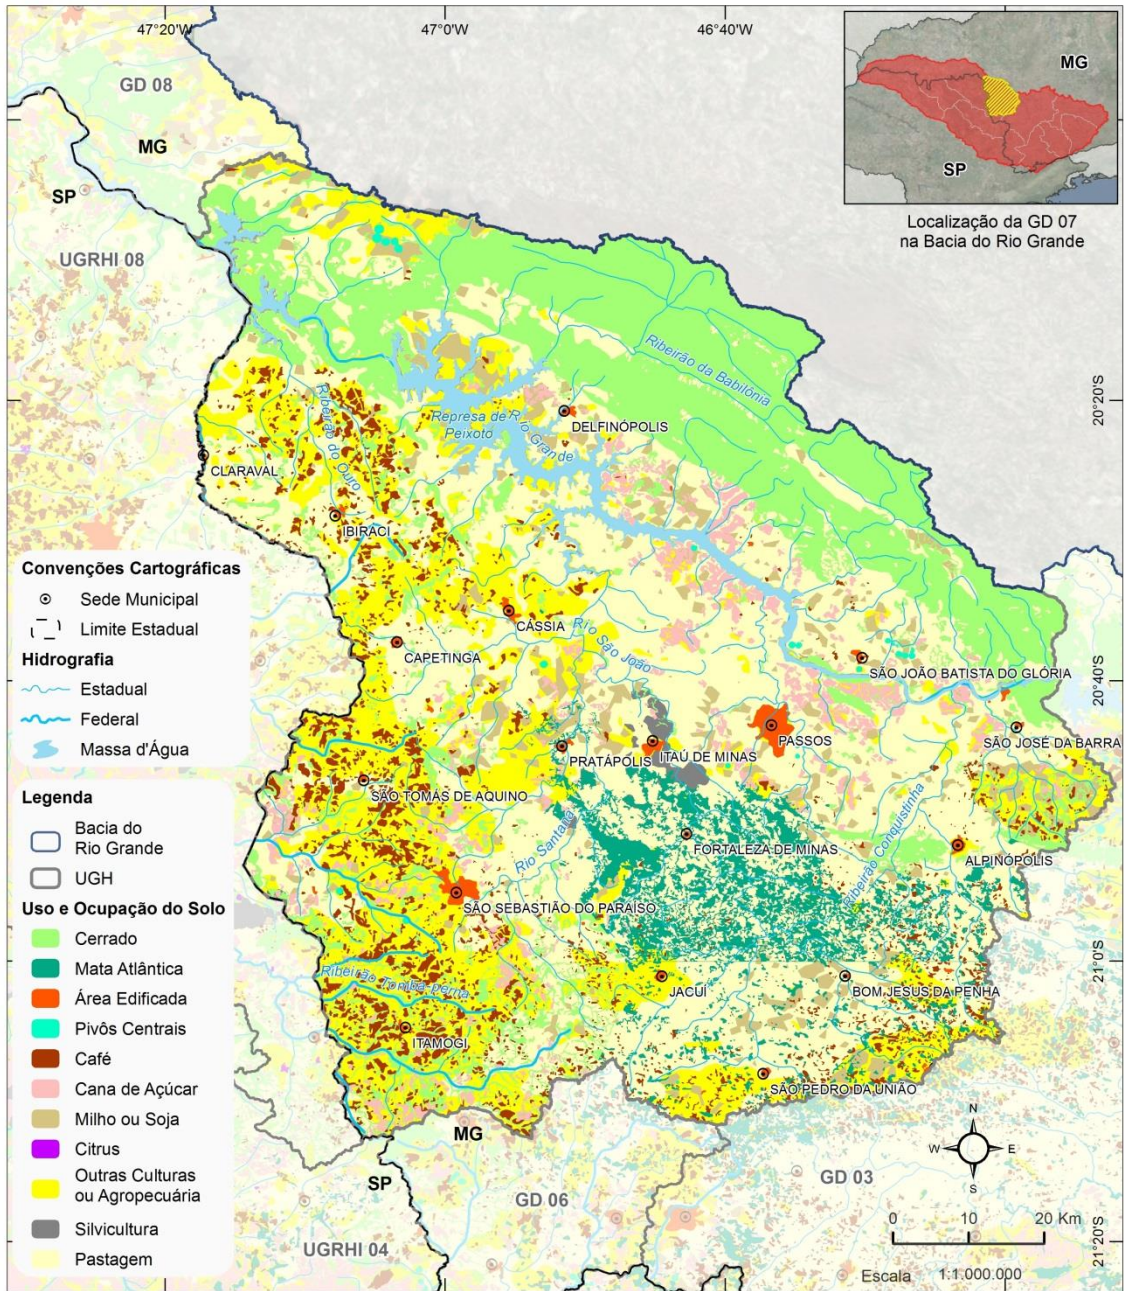 47°20'W
47°0'W
46°40'W
GD 08
MG
SP
UGRHI 08
MG
SP
Localização da GD 07
na Bacia do Rio Grande
Ribeirão da Babilônia
20°20'S
Represa de
Peixoto
Rio Grande
DELFINÓPOLIS
Ribeirão do Ouro
CLARAVAL
IBIRACI
CÁSSIA
CAPETINGA
Rio São João
SÃO JOÃO BATISTA DO GLÓRIA
20°40'S
PASSOS
SÃO JOSÉ DA BARRA
PRATÁPOLIS
ITAÚ DE MINAS
SÃO TOMÁS DE AQUINO
FORTALEZA DE MINAS
Ribeirão Conquistinha
ALPINÓPOLIS
Rio Santana
SÃO SEBASTIÃO DO PARAÍSO
21°0'S
Ribeirão Tomba-Perna
JACUÍ
BOM JESUS DA PENHA
ITAMOGI
SÃO PEDRO DA UNIÃO
MG
SP
GD 06
GD 03
UGRHI 04
21°20'S
Convenções Cartográficas
Sede Municipal
Limite Estadual
Hidrografia
Estadual
Federal
Massa d'Água
Legenda
Bacia do
Rio Grande
UGH
Uso e Ocupação do Solo
Cerrado
Mata Atlântica
Área Edificada
Pivôs Centrais
Café
Cana de Açúcar
Milho ou Soja
Citrus
Outras Culturas
ou Agropecuária
Silvicultura
Pastagem
N
W
E
S
0 10 20 Km
Escala 1:1.000.000